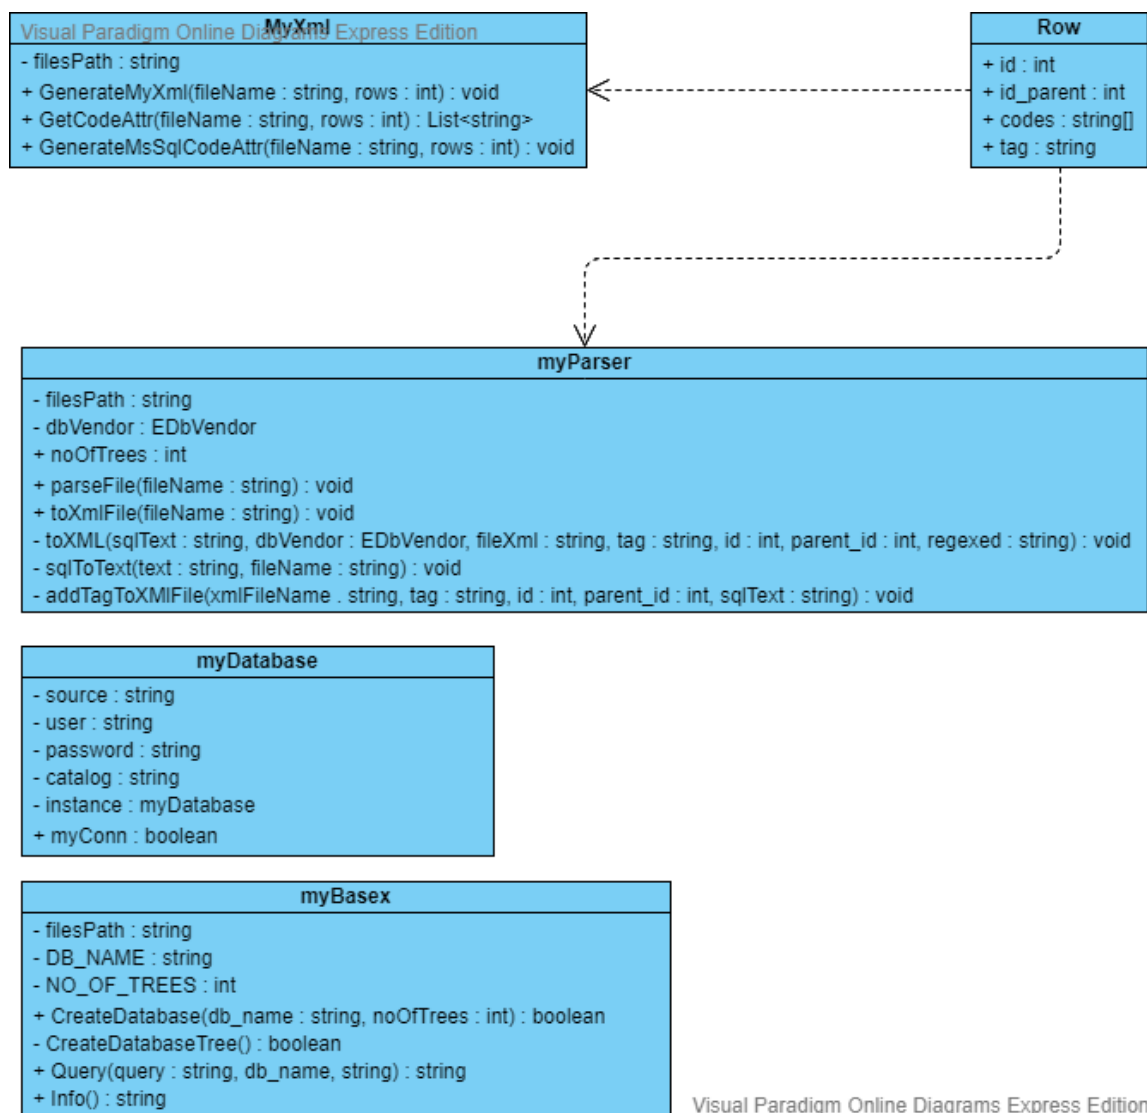 MyXml
Visual Paradigm Online Diagrams Express Edition
- filesPath : string
+ GenerateMyXml(fileName : string, rows : int) : void
+ GetCodeAttr(fileName : string, rows : int) : List<string>
+ GenerateMsSqlCodeAttr(fileName : string, rows : int) : void
Row
+ id : int
+ id_parent : int
+ codes : string[]
+ tag : string
myParser
- filesPath : string
- dbVendor : EDbVendor
+ noOfTrees : int
+ parseFile(fileName : string) : void
+ toXmlFile(fileName : string) : void
- toXML(sqlText : string, dbVendor : EDbVendor, fileXml : string, tag : string, id : int, parent_id : int, regexed : string) : void
- sqlToText(text : string, fileName : string) : void
- addTagToXMlFile(xmlFileName . string, tag : string, id : int, parent_id : int, sqlText : string) : void
myDatabase
- source : string
- user : string
- password : string
- catalog : string
- instance : myDatabase
+ myConn : boolean
myBasex
- filesPath : string
- DB_NAME : string
- NO_OF_TREES : int
+ CreateDatabase(db_name : string, noOfTrees : int) : boolean
- CreateDatabaseTree() : boolean
+ Query(query : string, db_name, string) : string
+ Info() : string
Visual Paradigm Online Diagrams Express Edition